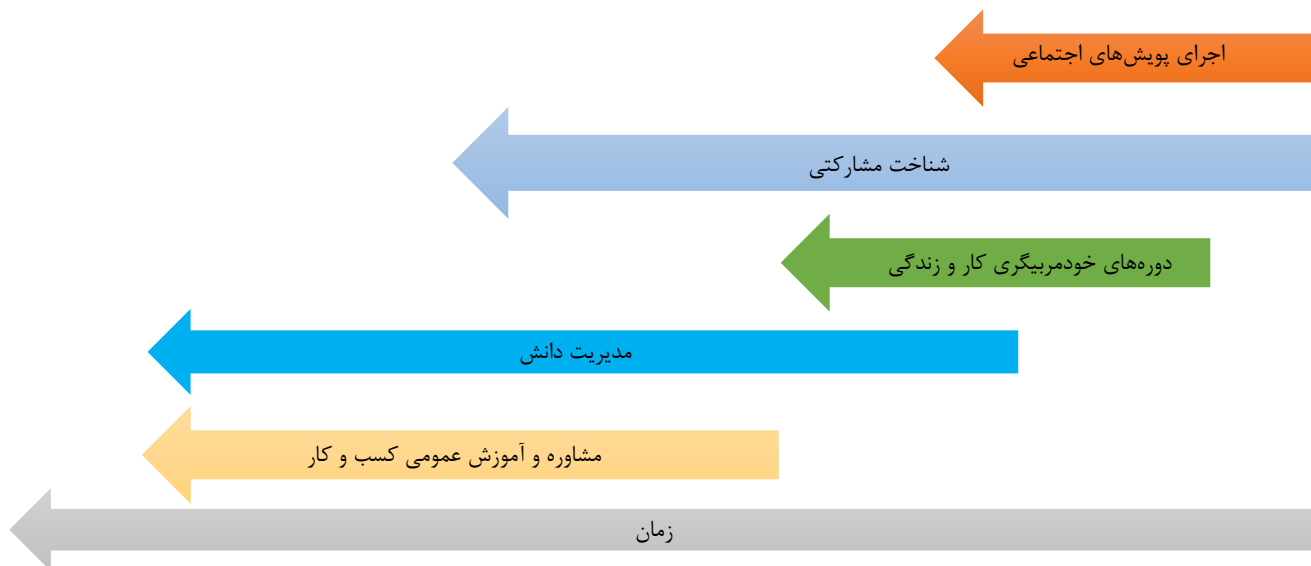 اجرای پویش‌های اجتماعی
شناخت مشارکتی
دوره‌های خودمربیگری کار و زندگی
مدیریت دانش
مشاوره و آموزش عمومی کسب و کار
زمان